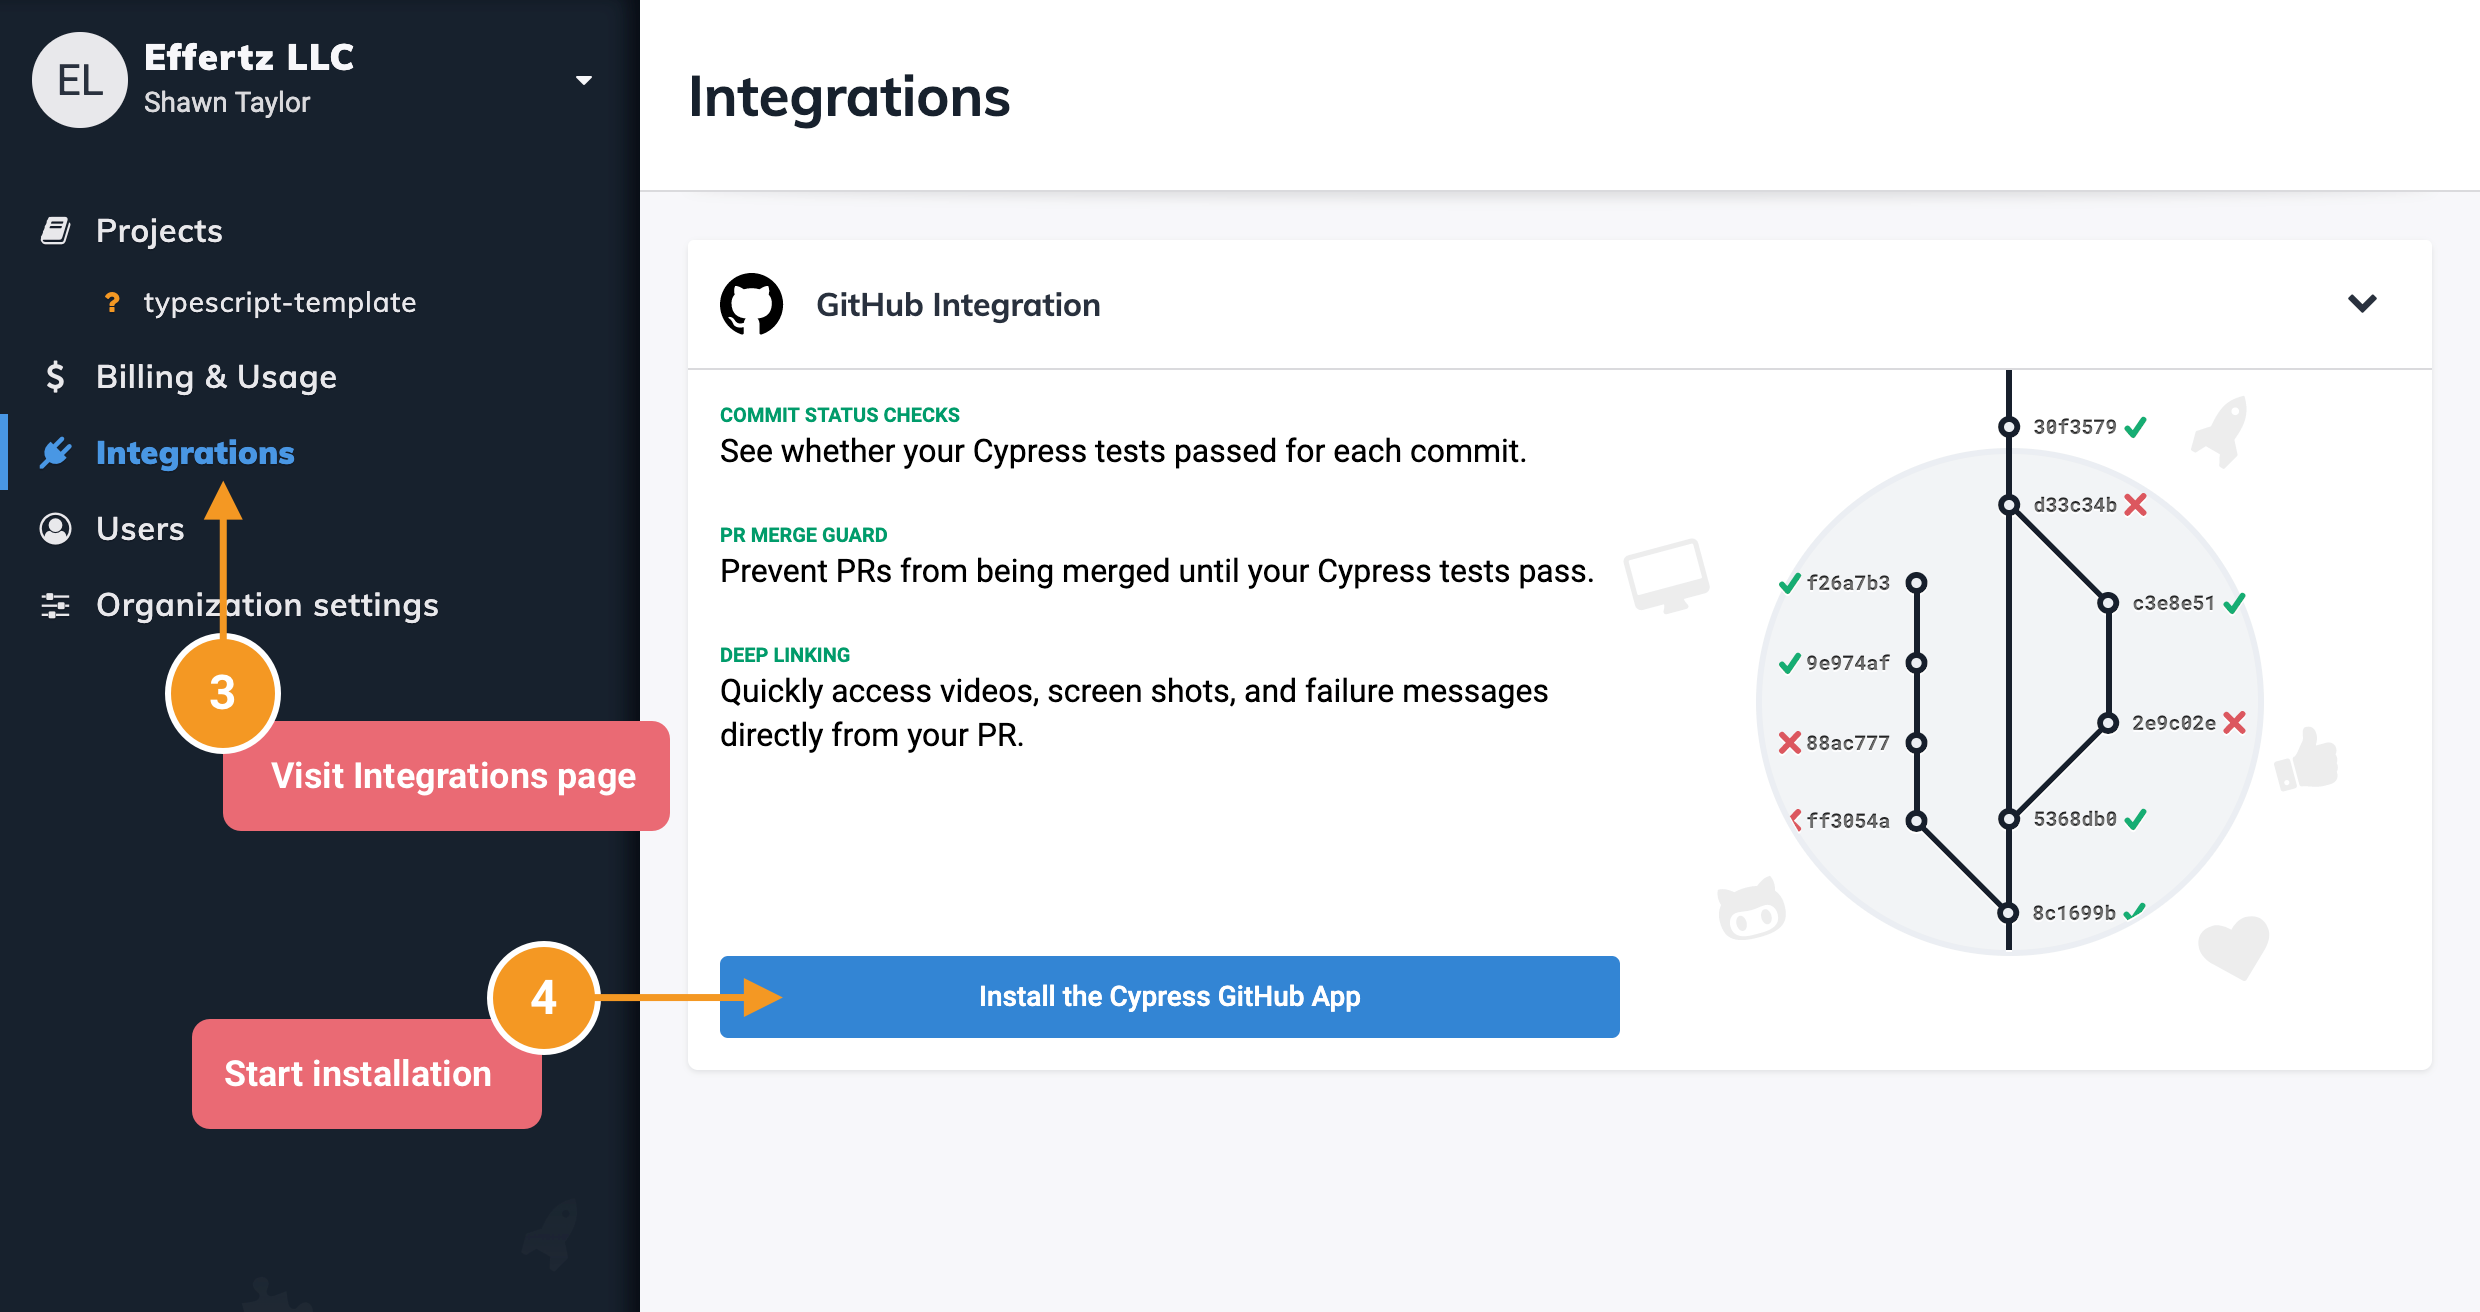 EL
Effertz LLC
Shawn Taylor
Projects
? typescript-template
$ Billing & Usage
Integrations
Users
Organization settings
3
Visit Integrations page
4
Start installation
Integrations
GitHub Integration
COMMIT STATUS CHECKS
See whether your Cypress tests passed for each commit.
PR MERGE GUARD
Prevent PRs from being merged until your Cypress tests pass.
DEEP LINKING
Quickly access videos, screen shots, and failure messages
directly from your PR.
Install the Cypress GitHub App
30f3579
d33c34b
f26a7b3
c3e8e51
9e974af
2e9c02e
88ac777
5368db0
ff3054a
8c1699b